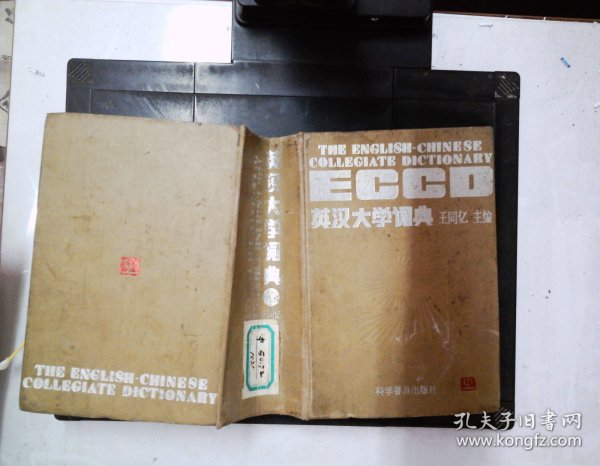 THE ENGLISH-CHINESE
COLLEGIATE DICTIONARY
ECCD
英汉大学词典 王同亿 主编
科学普及出版社
英汉大学词典
THE ENGLISH-CHINESE
COLLEGIATE DICTIONARY
孔夫子旧书网
www.kongfz.com